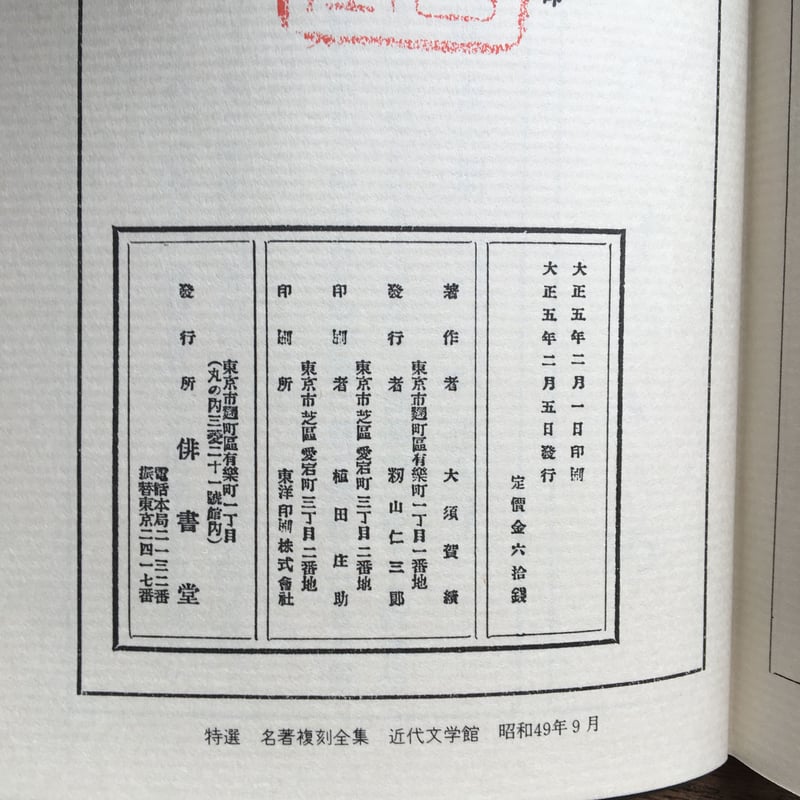 大正五年二月一日印刷
大正五年二月五日發行
定價金六拾錢
著作者 大須賀績
東京市麴町區有樂町一丁目一番地
發行者 籾山仁三郎
東京市芝區愛宕町三丁目二番地
印刷者 植田庄助
東京市芝區愛宕町三丁目二番地
印刷所 東洋印刷株式會社
東京市麴町區有樂町一丁目
(丸の內三菱二十一號館內)
發行所 俳書堂
電話本局二一三二番
振替東京二四一七番
特選 名著複刻全集 近代文学館 昭和49年9月